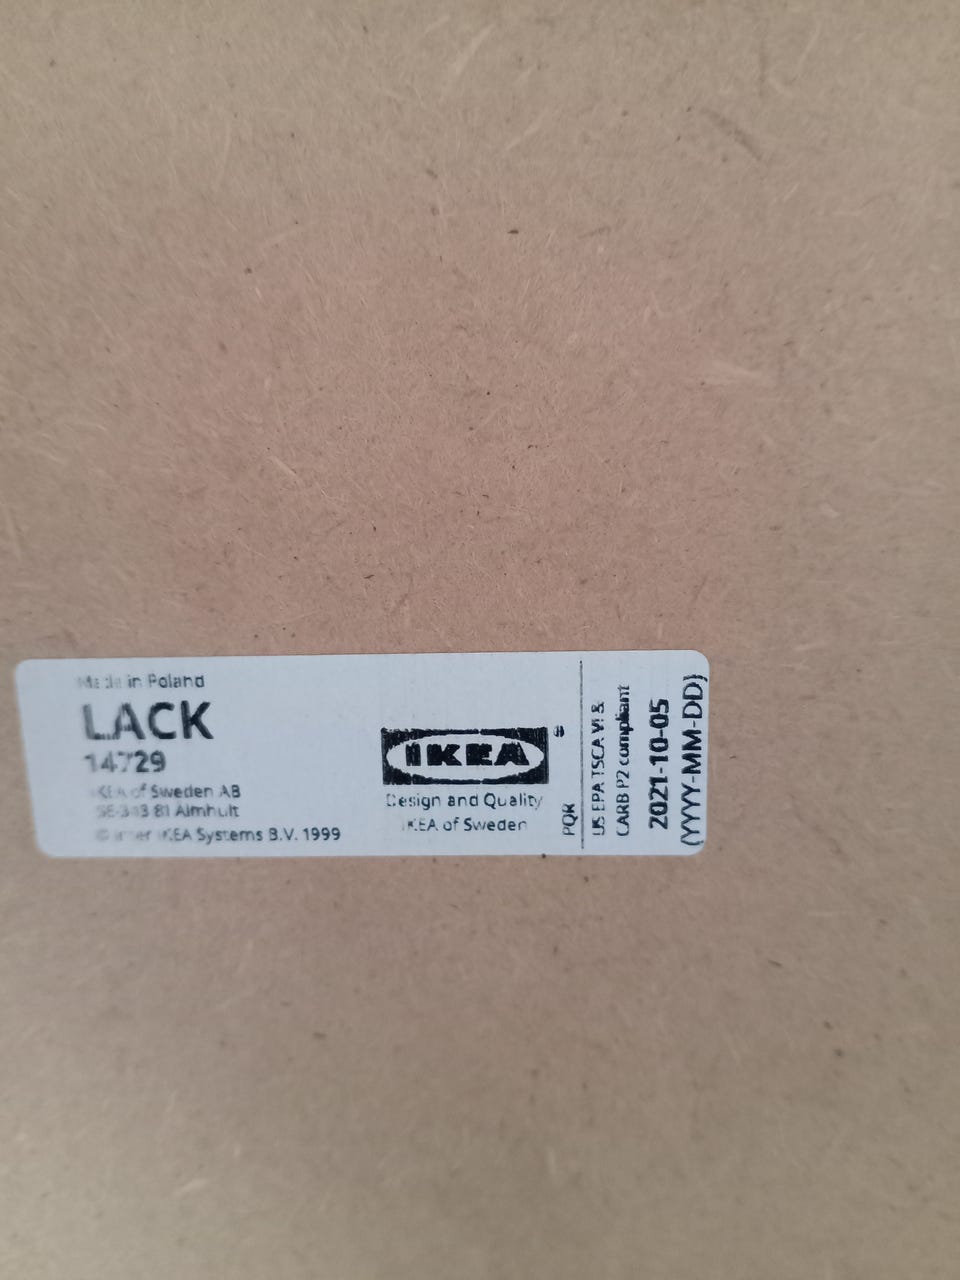 Made in Poland
LACK
14729
IKEA of Sweden AB
SE-343 81 Älmhult
© Inter IKEA Systems B.V. 1999
IKEA
®
Design and Quality
IKEA of Sweden
PQR
US EPA TSCA VI &
CARB P2 compliant
2021-10-05
(YYYY-MM-DD)